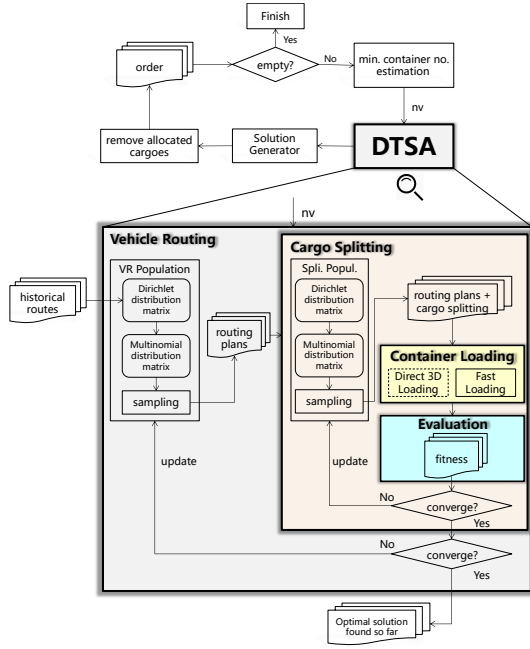 Finish
Yes
order
empty?
No
min. container no.
estimation
nv
remove allocated
cargoes
Solution
Generator
DTSA
nv
Vehicle Routing
Cargo Splitting
VR Population
Spli. Popul.
Dirichlet
distribution
matrix
Dirichlet
distribution
matrix
historical
routes
routing
plans
routing plans +
cargo splitting
Multinomial
distribution
matrix
Multinomial
distribution
matrix
Container Loading
Direct 3D
Loading
Fast
Loading
sampling
sampling
Evaluation
fitness
update
update
No
converge?
Yes
No
converge?
Yes
Optimal solution
found so far